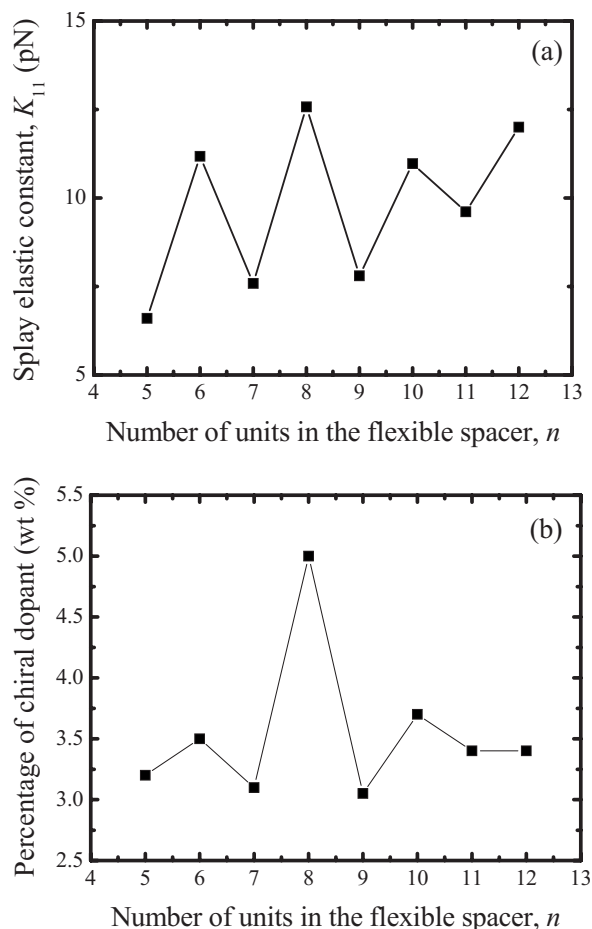 15
10
5
Splay elastic constant, K₁₁ (pN)
(a)
4 5 6 7 8 9 10 11 12 13
Number of units in the flexible spacer, n
5.5
5.0
4.5
4.0
3.5
3.0
2.5
Percentage of chiral dopant (wt %)
(b)
4 5 6 7 8 9 10 11 12 13
Number of units in the flexible spacer, n